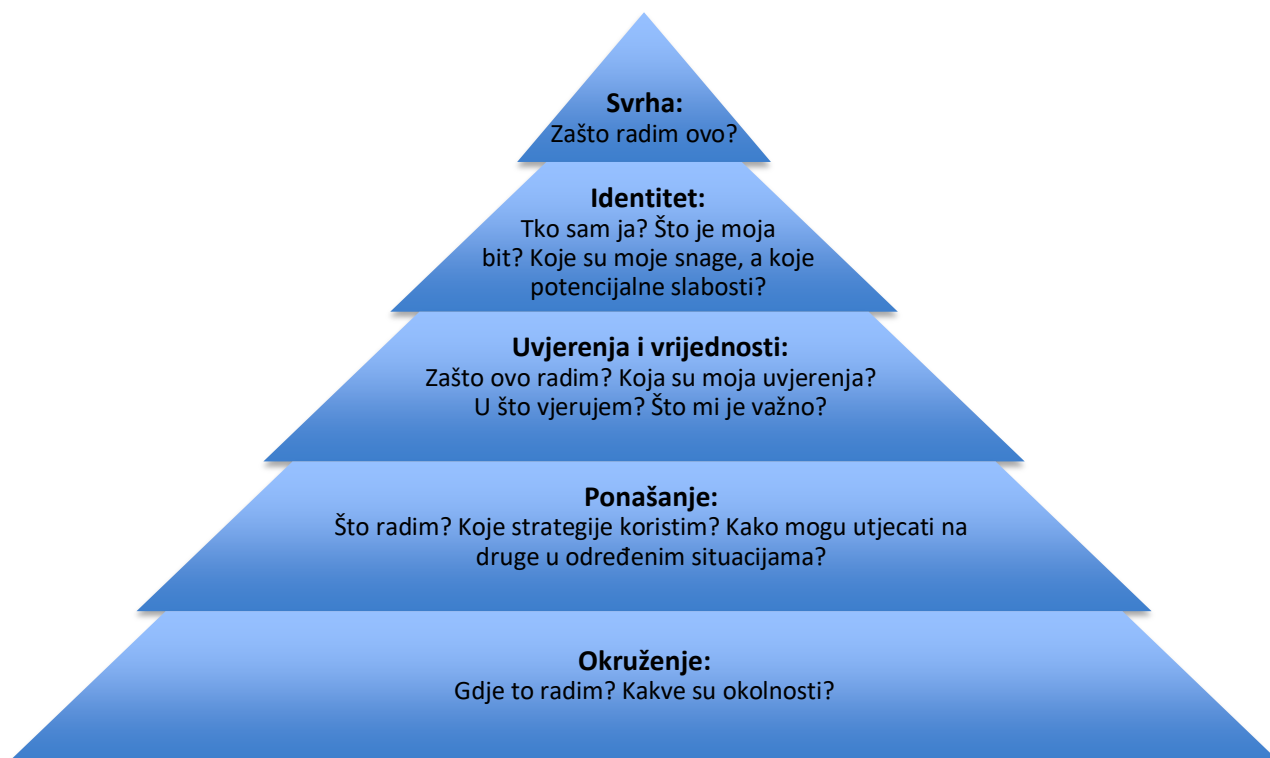 Svrha:
Zašto radim ovo?
Identitet:
Tko sam ja? Što je moja
bit? Koje su moje snage, a koje
potencijalne slabosti?
Uvjerenja i vrijednosti:
Zašto ovo radim? Koja su moja uvjerenja?
U što vjerujem? Što mi je važno?
Ponašanje:
Što radim? Koje strategije koristim? Kako mogu utjecati na
druge u određenim situacijama?
Okruženje:
Gdje to radim? Kakve su okolnosti?